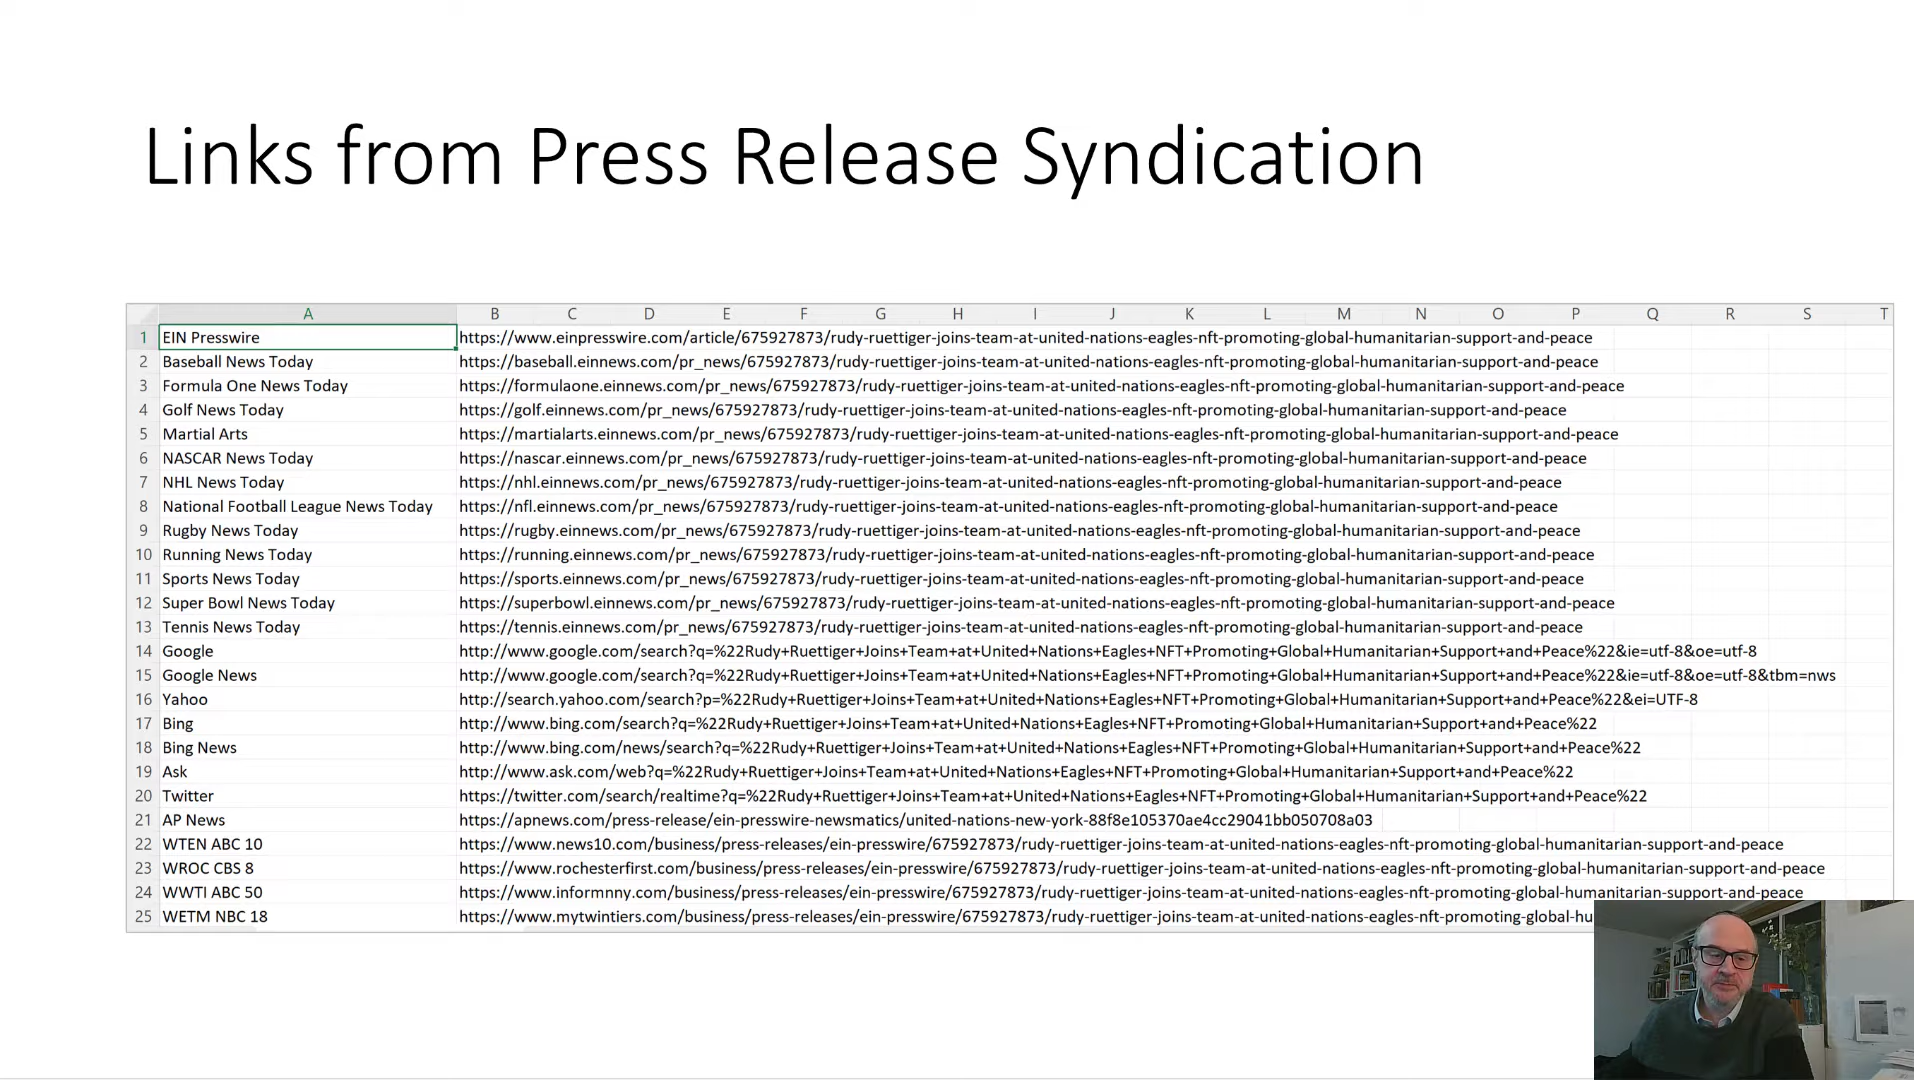 Links from Press Release Syndication
A B C D E F G H I J K L M N O P Q R S T
1 EIN Presswire https://www.einpresswire.com/article/675927873/rudy-ruettiger-joins-team-at-united-nations-eagles-nft-promoting-global-humanitarian-support-and-peace
2 Baseball News Today https://baseball.einnews.com/pr_news/675927873/rudy-ruettiger-joins-team-at-united-nations-eagles-nft-promoting-global-humanitarian-support-and-peace
3 Formula One News Today https://formulaone.einnews.com/pr_news/675927873/rudy-ruettiger-joins-team-at-united-nations-eagles-nft-promoting-global-humanitarian-support-and-peace
4 Golf News Today https://golf.einnews.com/pr_news/675927873/rudy-ruettiger-joins-team-at-united-nations-eagles-nft-promoting-global-humanitarian-support-and-peace
5 Martial Arts https://martialarts.einnews.com/pr_news/675927873/rudy-ruettiger-joins-team-at-united-nations-eagles-nft-promoting-global-humanitarian-support-and-peace
6 NASCAR News Today https://nascar.einnews.com/pr_news/675927873/rudy-ruettiger-joins-team-at-united-nations-eagles-nft-promoting-global-humanitarian-support-and-peace
7 NHL News Today https://nhl.einnews.com/pr_news/675927873/rudy-ruettiger-joins-team-at-united-nations-eagles-nft-promoting-global-humanitarian-support-and-peace
8 National Football League News Today https://nfl.einnews.com/pr_news/675927873/rudy-ruettiger-joins-team-at-united-nations-eagles-nft-promoting-global-humanitarian-support-and-peace
9 Rugby News Today https://rugby.einnews.com/pr_news/675927873/rudy-ruettiger-joins-team-at-united-nations-eagles-nft-promoting-global-humanitarian-support-and-peace
10 Running News Today https://running.einnews.com/pr_news/675927873/rudy-ruettiger-joins-team-at-united-nations-eagles-nft-promoting-global-humanitarian-support-and-peace
11 Sports News Today https://sports.einnews.com/pr_news/675927873/rudy-ruettiger-joins-team-at-united-nations-eagles-nft-promoting-global-humanitarian-support-and-peace
12 Super Bowl News Today https://superbowl.einnews.com/pr_news/675927873/rudy-ruettiger-joins-team-at-united-nations-eagles-nft-promoting-global-humanitarian-support-and-peace
13 Tennis News Today https://tennis.einnews.com/pr_news/675927873/rudy-ruettiger-joins-team-at-united-nations-eagles-nft-promoting-global-humanitarian-support-and-peace
14 Google http://www.google.com/search?q=%22Rudy+Ruettiger+Joins+Team+at+United+Nations+Eagles+NFT+Promoting+Global+Humanitarian+Support+and+Peace%22&ie=utf-8&oe=utf-8
15 Google News http://www.google.com/search?q=%22Rudy+Ruettiger+Joins+Team+at+United+Nations+Eagles+NFT+Promoting+Global+Humanitarian+Support+and+Peace%22&ie=utf-8&oe=utf-8&tbm=nws
16 Yahoo http://search.yahoo.com/search?p=%22Rudy+Ruettiger+Joins+Team+at+United+Nations+Eagles+NFT+Promoting+Global+Humanitarian+Support+and+Peace%22&ei=UTF-8
17 Bing http://www.bing.com/search?q=%22Rudy+Ruettiger+Joins+Team+at+United+Nations+Eagles+NFT+Promoting+Global+Humanitarian+Support+and+Peace%22
18 Bing News http://www.bing.com/news/search?q=%22Rudy+Ruettiger+Joins+Team+at+United+Nations+Eagles+NFT+Promoting+Global+Humanitarian+Support+and+Peace%22
19 Ask http://www.ask.com/web?q=%22Rudy+Ruettiger+Joins+Team+at+United+Nations+Eagles+NFT+Promoting+Global+Humanitarian+Support+and+Peace%22
20 Twitter https://twitter.com/search/realtime?q=%22Rudy+Ruettiger+Joins+Team+at+United+Nations+Eagles+NFT+Promoting+Global+Humanitarian+Support+and+Peace%22
21 AP News https://apnews.com/press-release/ein-presswire-newsmatics/united-nations-new-york-88f8e105370ae4cc29041bb050708a03
22 WTEN ABC 10 https://www.news10.com/business/press-releases/ein-presswire/675927873/rudy-ruettiger-joins-team-at-united-nations-eagles-nft-promoting-global-humanitarian-support-and-peace
23 WROC CBS 8 https://www.rochesterfirst.com/business/press-releases/ein-presswire/675927873/rudy-ruettiger-joins-team-at-united-nations-eagles-nft-promoting-global-humanitarian-support-and-peace
24 WWTI ABC 50 https://www.informnny.com/business/press-releases/ein-presswire/675927873/rudy-ruettiger-joins-team-at-united-nations-eagles-nft-promoting-global-humanitarian-support-and-peace
25 WETM NBC 18 https://www.mytwintiers.com/business/press-releases/ein-presswire/675927873/rudy-ruettiger-joins-team-at-united-nations-eagles-nft-promoting-global-hu